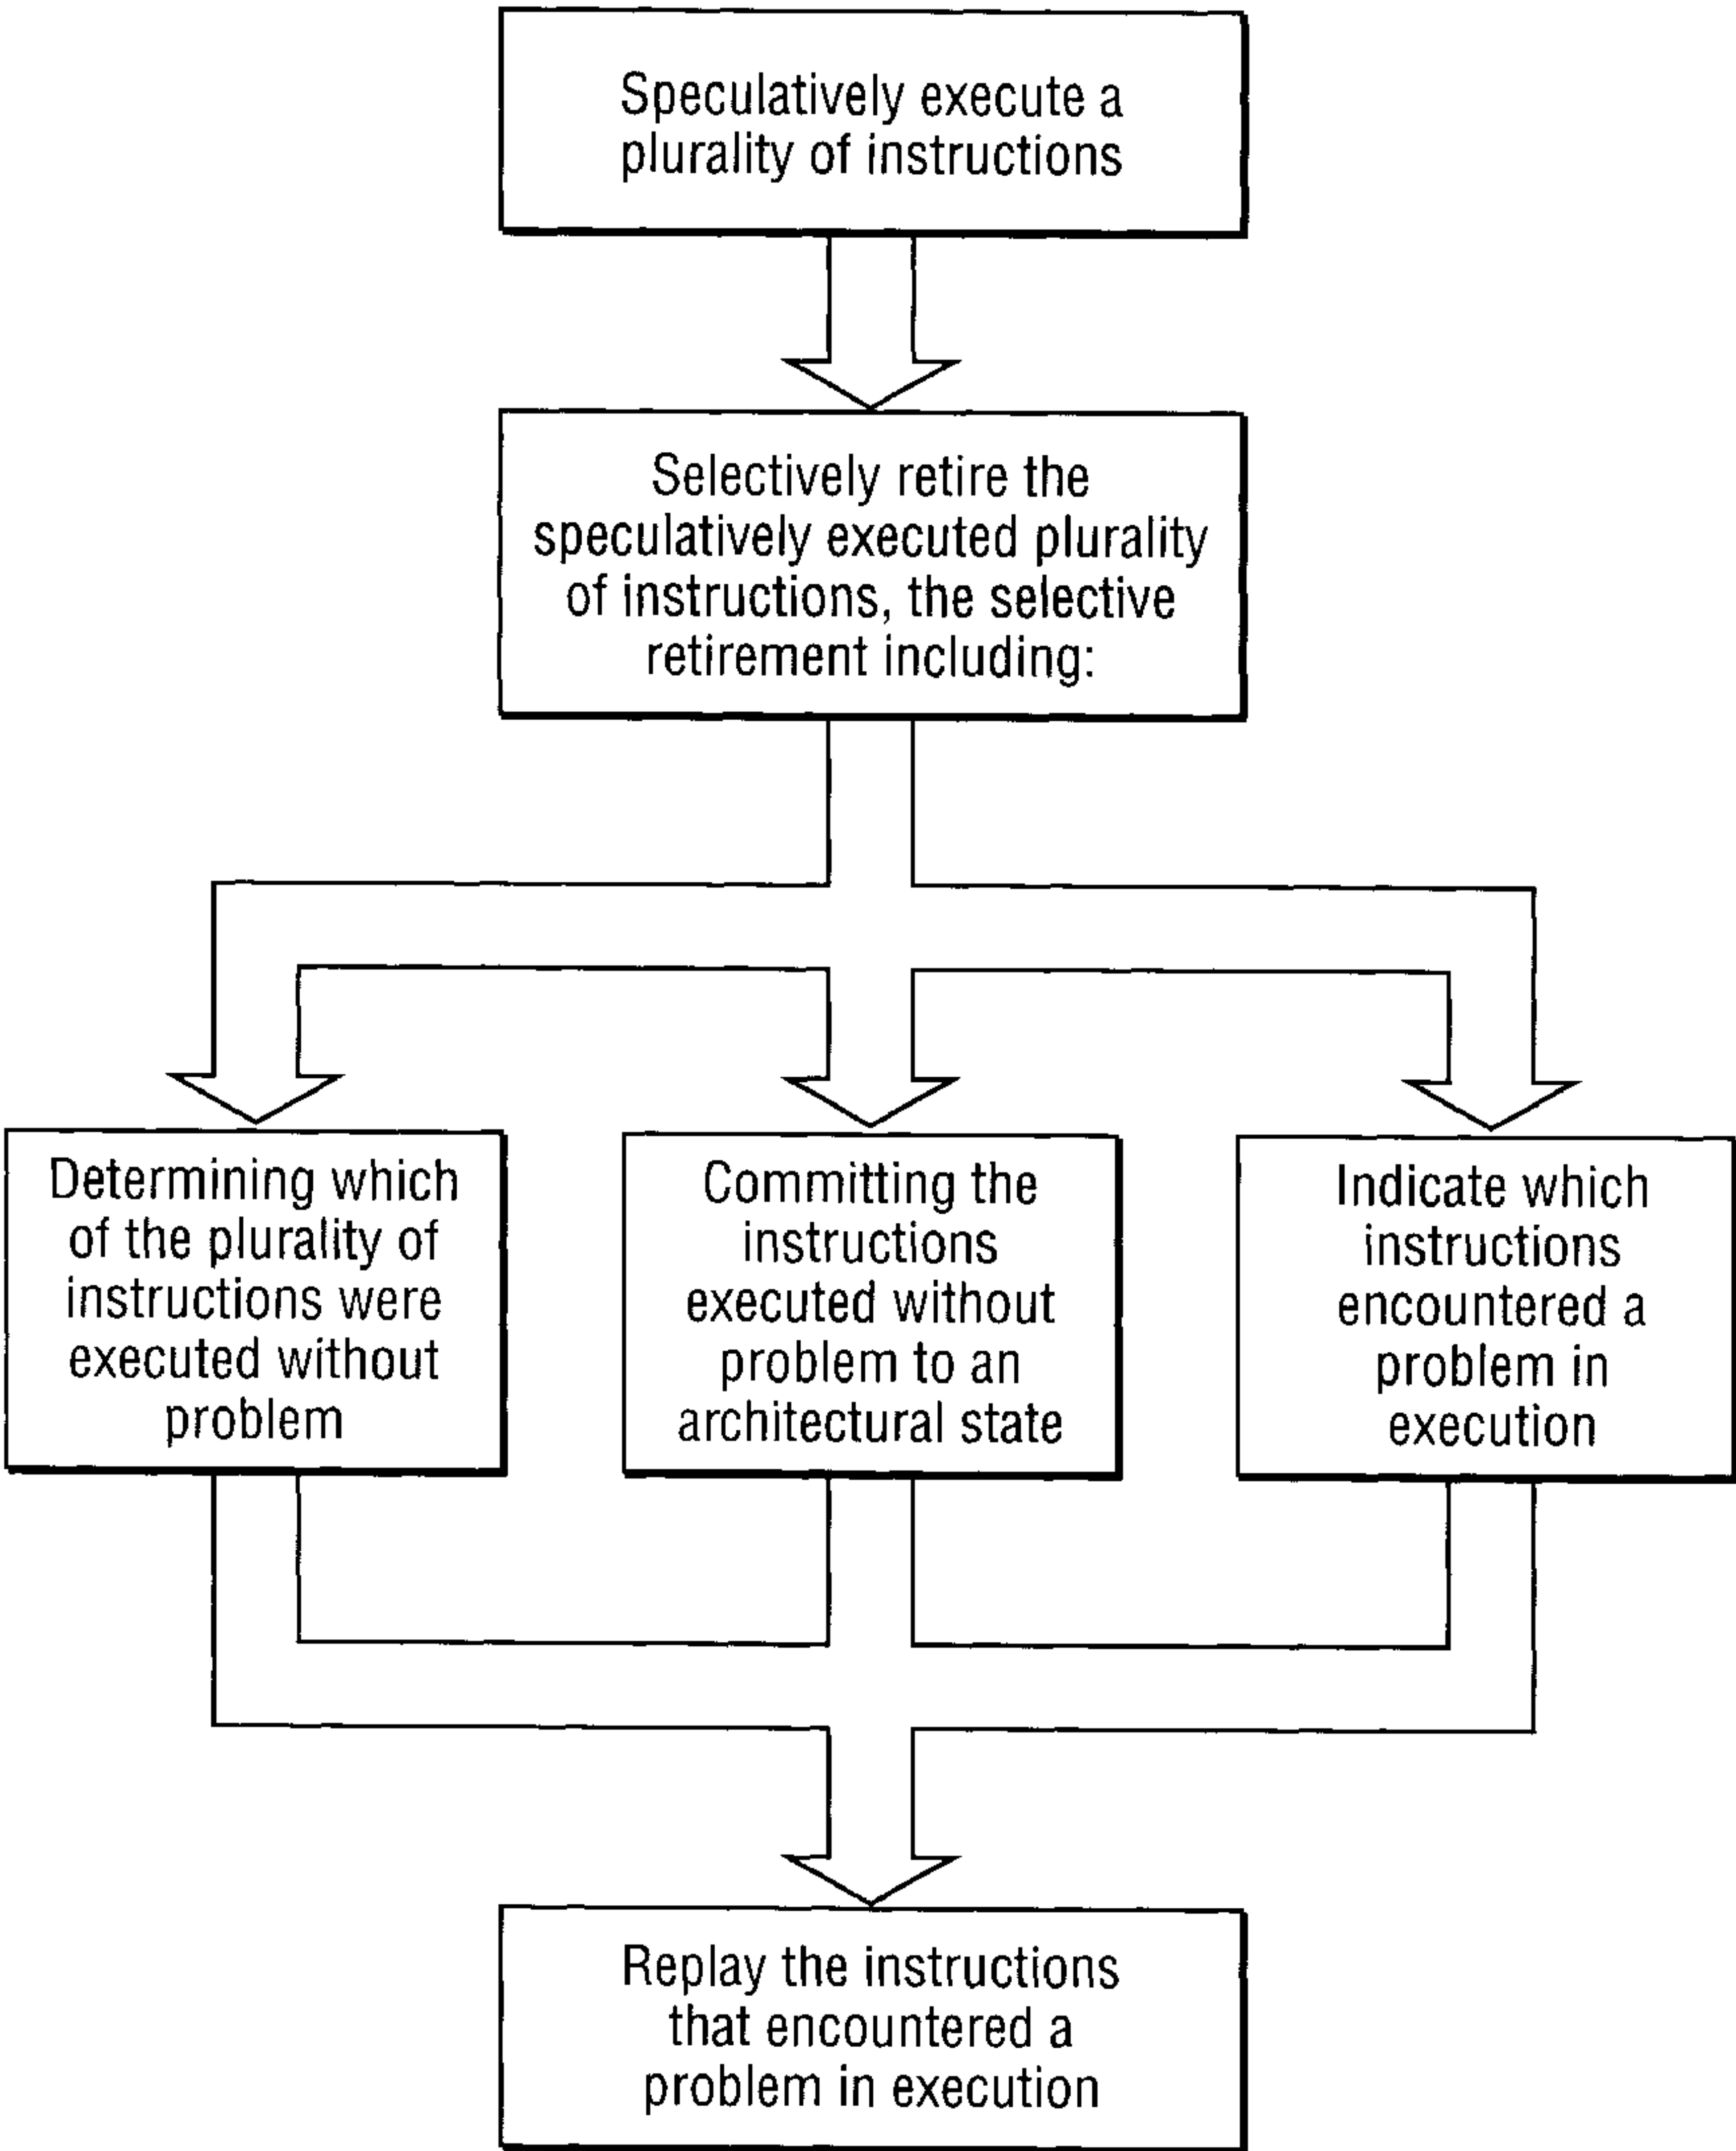 Speculatively execute a
plurality of instructions
Selectively retire the
speculatively executed plurality
of instructions, the selective
retirement including:
Determining which
of the plurality of
instructions were
executed without
problem
Committing the
instructions
executed without
problem to an
architectural state
Indicate which
instructions
encountered a
problem in
execution
Replay the instructions
that encountered a
problem in execution